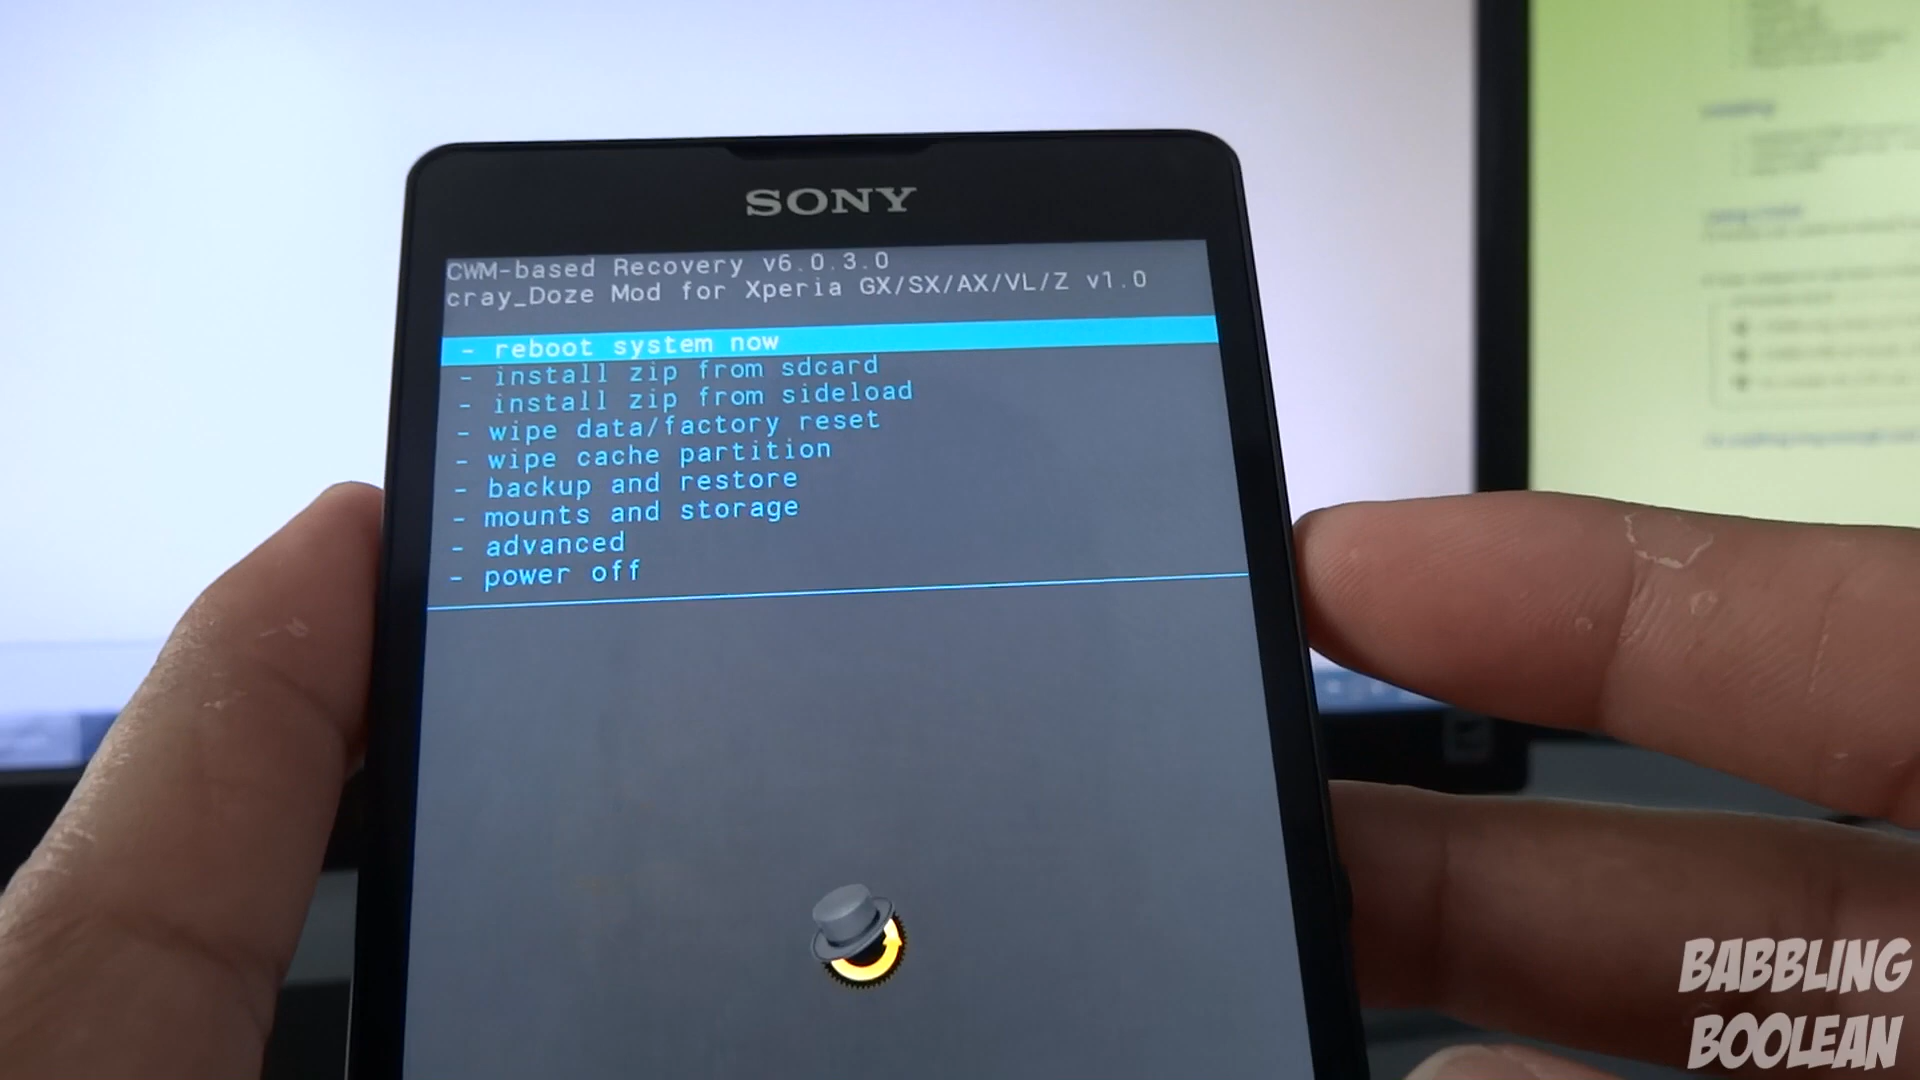 SONY
CWM-based Recovery v6.0.3.0
cray_Doze Mod for Xperia GX/SX/AX/VL/Z v1.0
- reboot system now
- install zip from sdcard
- install zip from sideload
- wipe data/factory reset
- wipe cache partition
- backup and restore
- mounts and storage
- advanced
- power off
BABBLING
BOOLEAN